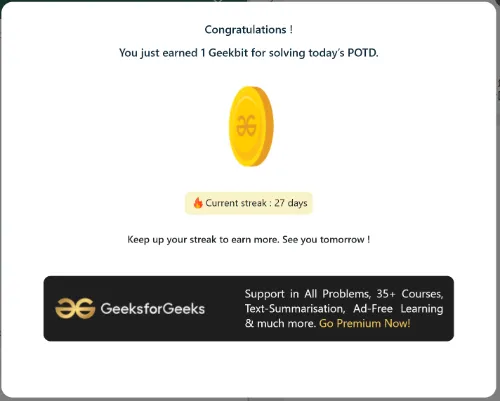 Congratulations !
You just earned 1 Geekbit for solving today's POTD.
Current streak : 27 days
Keep up your streak to earn more. See you tomorrow !
GeeksforGeeks
Support in All Problems, 35+ Courses,
Text-Summarisation, Ad-Free Learning
& much more. Go Premium Now!